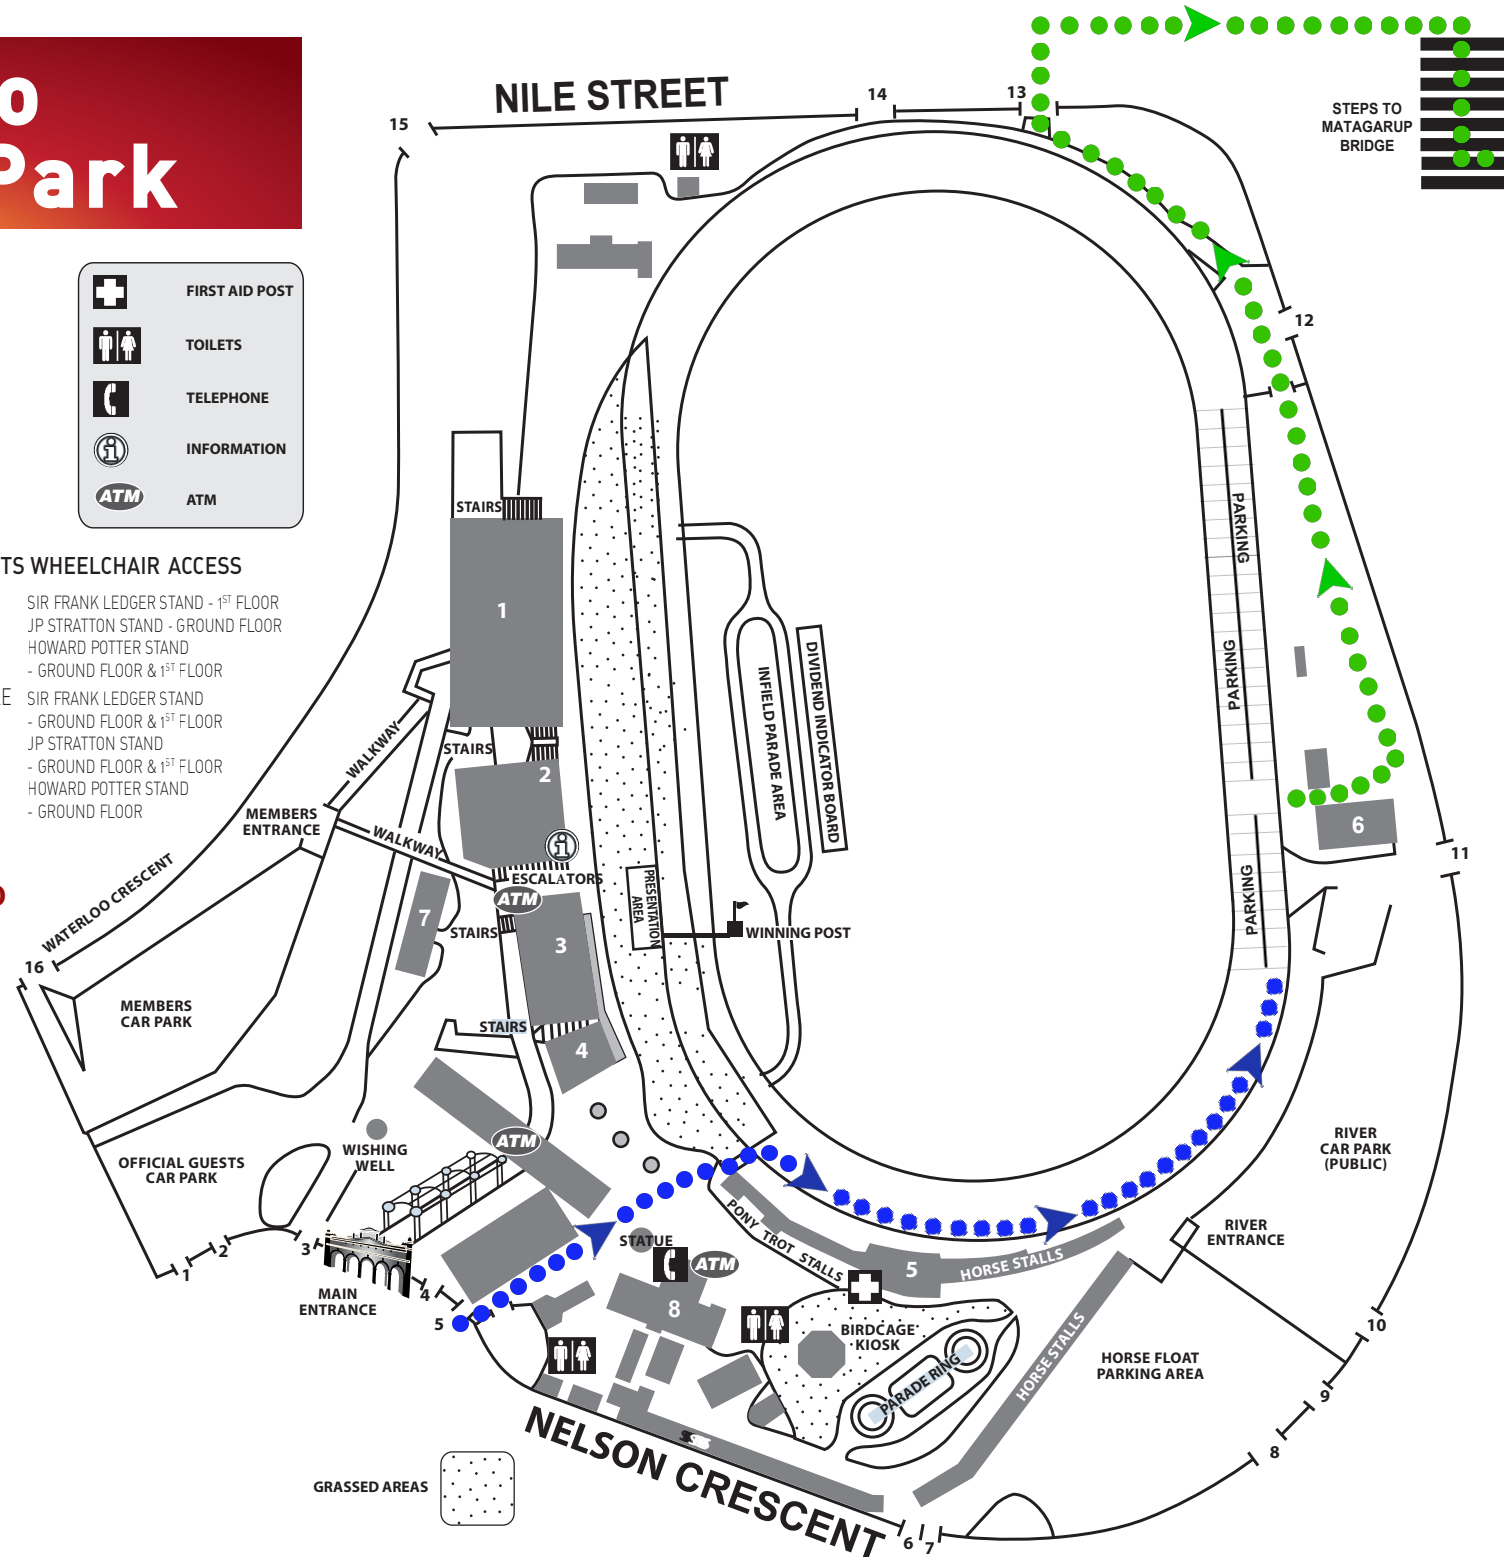 o
Park
FIRST AID POST
TOILETS
TELEPHONE
INFORMATION
ATM
ATM
TS WHEELCHAIR ACCESS
SIR FRANK LEDGER STAND - 1ST FLOOR
JP STRATTON STAND - GROUND FLOOR
HOWARD POTTER STAND
- GROUND FLOOR & 1ST FLOOR
E SIR FRANK LEDGER STAND
- GROUND FLOOR & 1ST FLOOR
JP STRATTON STAND
- GROUND FLOOR & 1ST FLOOR
HOWARD POTTER STAND
- GROUND FLOOR
NILE STREET
15
14
13
STEPS TO
MATAGARUP
BRIDGE
12
STAIRS
1
PARKING
PARKING
PARKING
INFIELD PARADE AREA
DIVIDEND INDICATOR BOARD
WALKWAY
STAIRS
2
MEMBERS
ENTRANCE
WALKWAY
ESCALATORS
ATM
PRESENTATION
AREA
WINNING POST
6
11
WATERLOO CRESCENT
7
STAIRS
3
16
MEMBERS
CAR PARK
STAIRS
4
ATM
WISHING
WELL
OFFICIAL GUESTS
CAR PARK
RIVER
CAR PARK
(PUBLIC)
STATUE
PONY TROT STALLS
RIVER
ENTRANCE
1
2
3
MAIN
ENTRANCE
4
5
ATM
5
HORSE STALLS
8
BIRDCAGE
KIOSK
PARADE RING
HORSE STALLS
HORSE FLOAT
PARKING AREA
10
9
8
NELSON CRESCENT
6
7
GRASSED AREAS